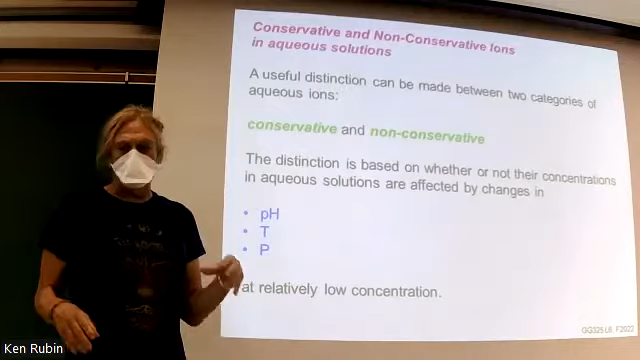 Conservative and Non-Conservative Ions
in aqueous solutions
A useful distinction can be made between two categories of
aqueous ions:
conservative and non-conservative
The distinction is based on whether or not their concentrations
in aqueous solutions are affected by changes in
• pH
• T
• P
at relatively low concentration.
GG325 L6, F2022
Ken Rubin